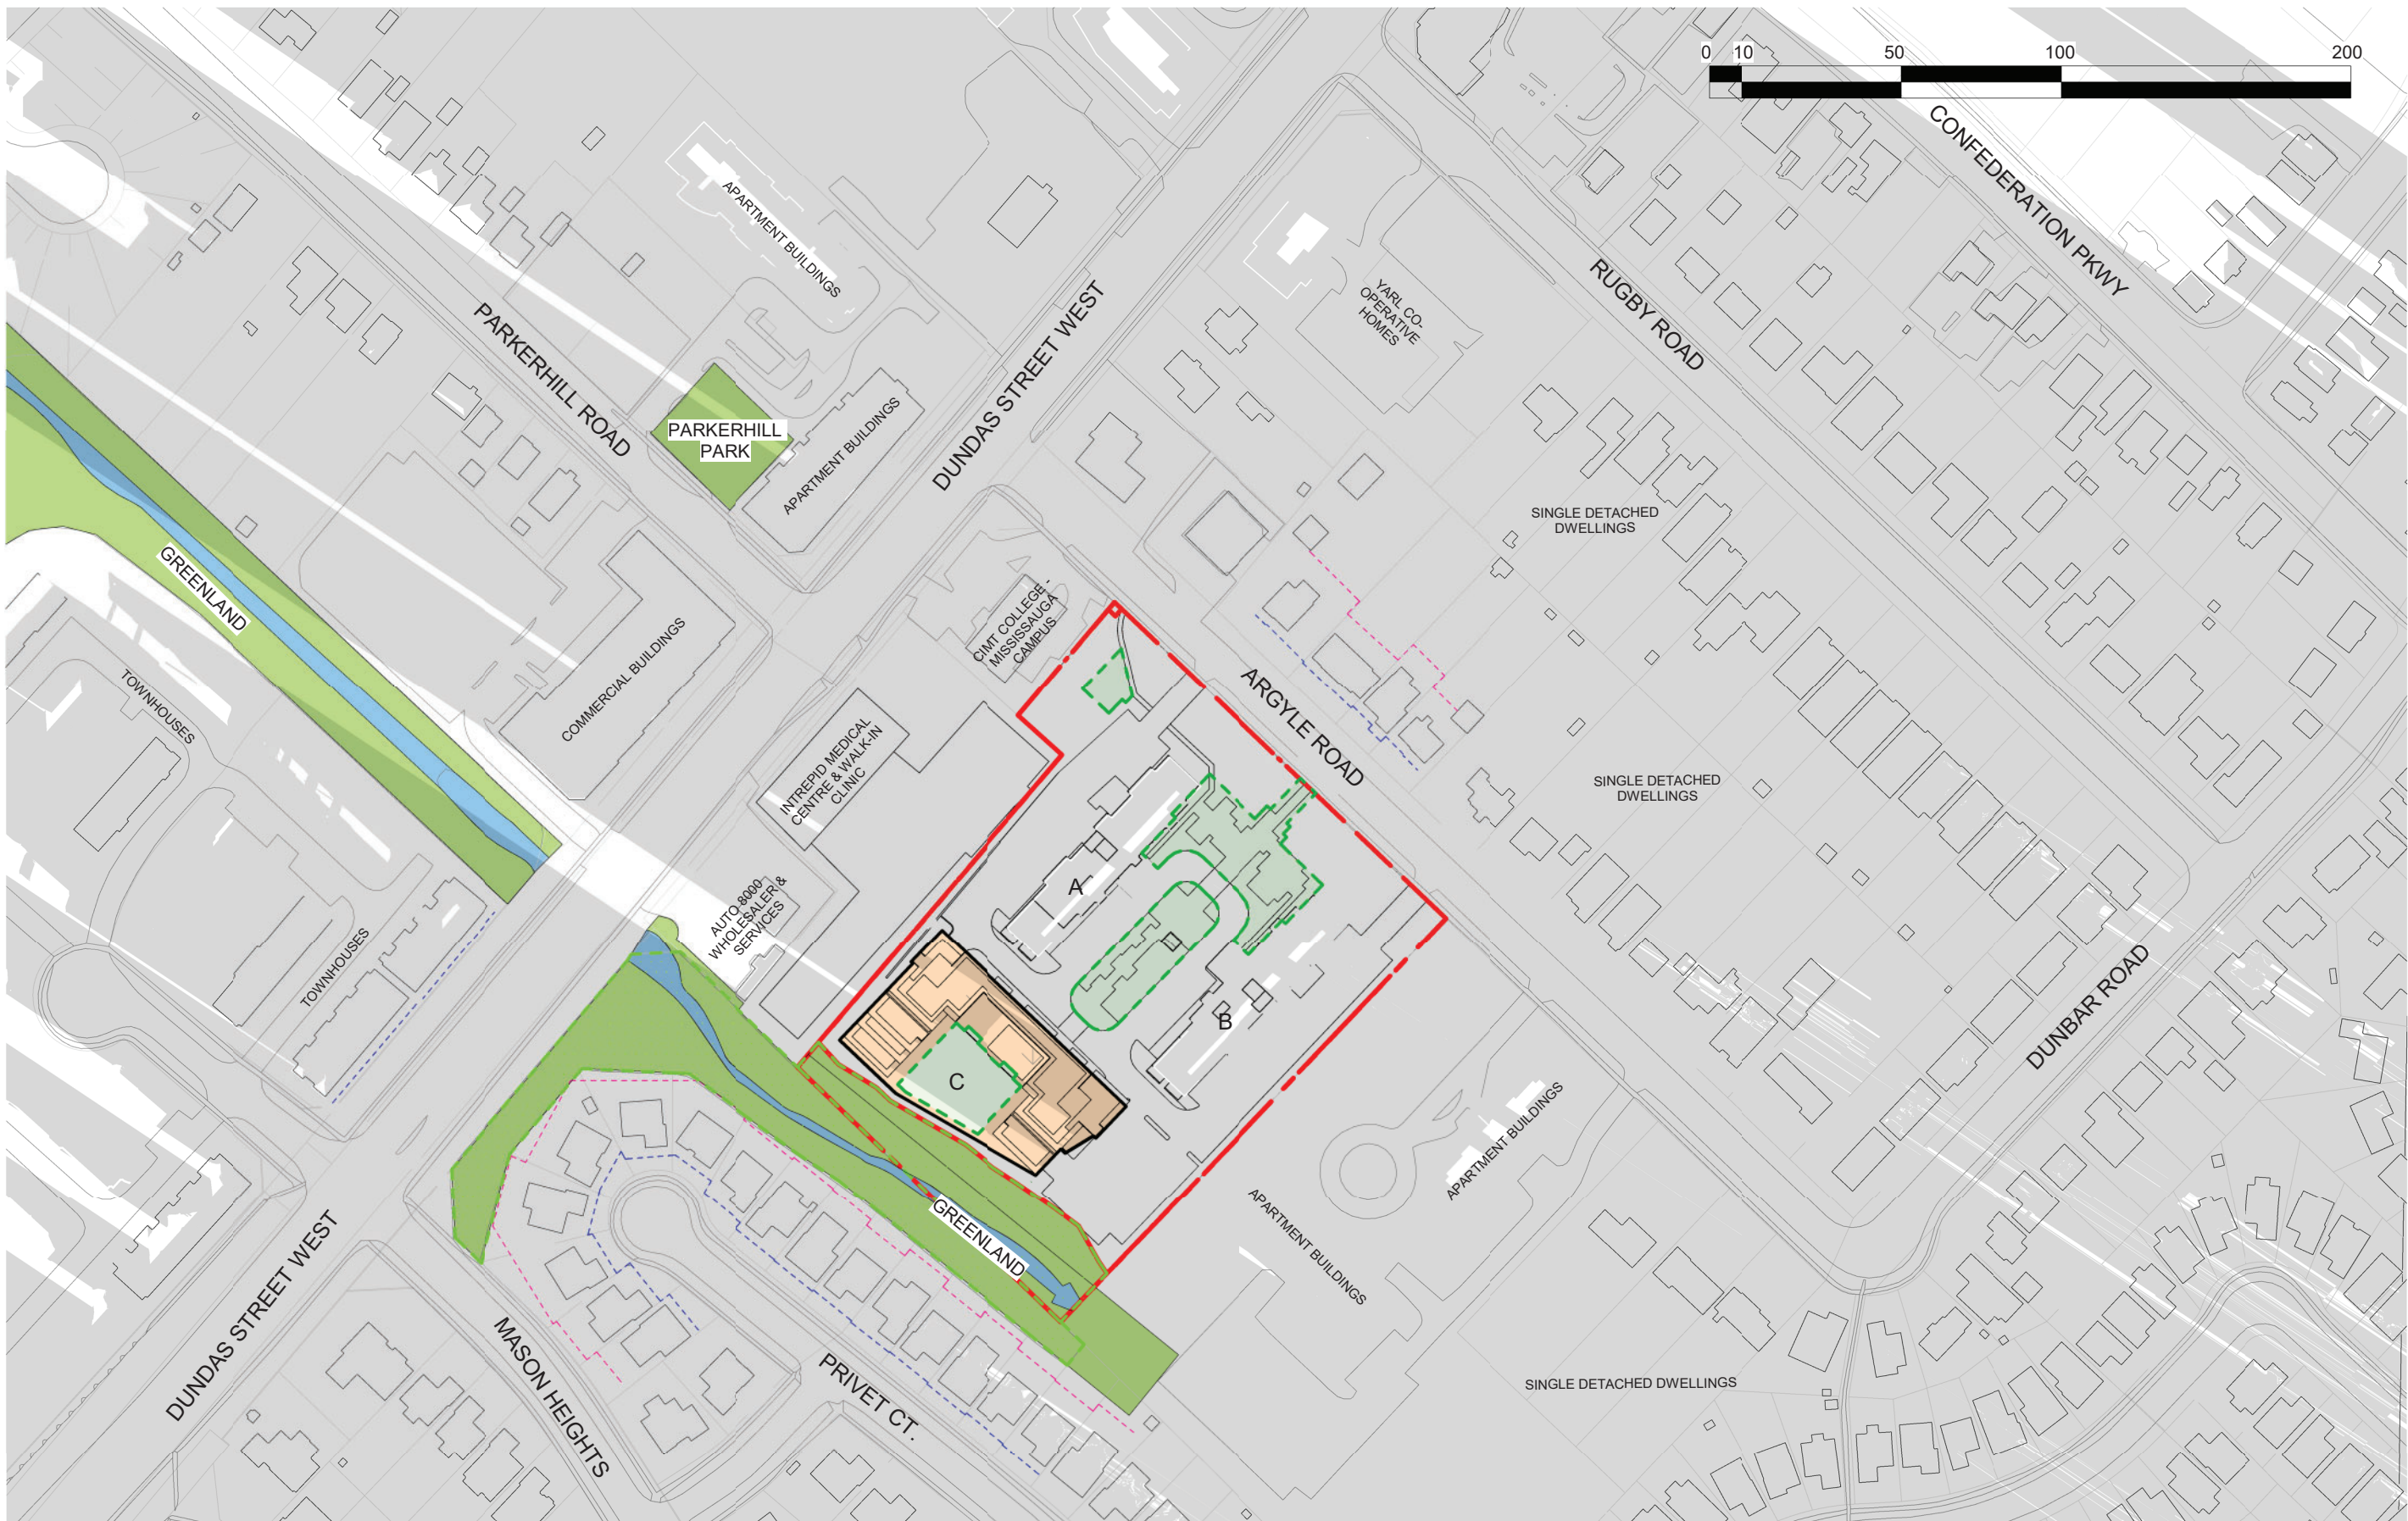 0 10 50 100 200
CONFEDERATION PKWY
APARTMENT BUILDINGS
PARKERHILL ROAD
DUNDAS STREET WEST
YARL CO-
OPERATIVE
HOMES
RUGBY ROAD
PARKERHILL
PARK
APARTMENT BUILDINGS
SINGLE DETACHED
DWELLINGS
GREENLAND
CIMT COLLEGE -
MISSISSAUGA
CAMPUS
COMMERCIAL BUILDINGS
TOWNHOUSES
ARGYLE ROAD
INTREPID MEDICAL
CENTRE & WALK-IN
CLINIC
SINGLE DETACHED
DWELLINGS
A
AUTO 8000
WHOLESALER &
SERVICES
TOWNHOUSES
B
DUNBAR ROAD
C
APARTMENT BUILDINGS
GREENLAND
APARTMENT BUILDINGS
DUNDAS STREET WEST
MASON HEIGHTS
PRIVET CT.
SINGLE DETACHED DWELLINGS